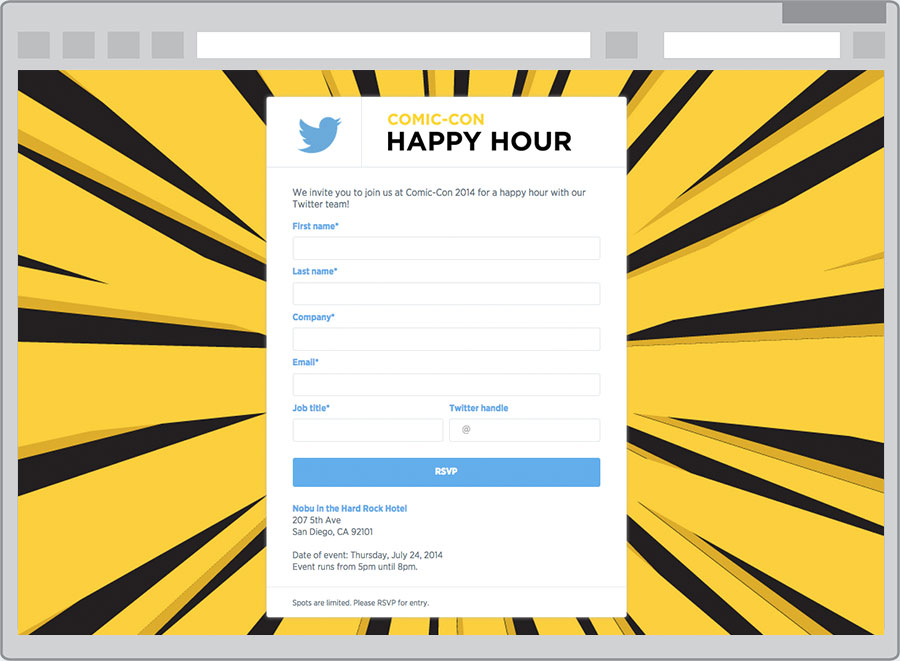 COMIC-CON
HAPPY HOUR
We invite you to join us at Comic-Con 2014 for a happy hour with our
Twitter team!
First name*
Last name*
Company*
Email*
Job title*
Twitter handle
@
RSVP
Nobu in the Hard Rock Hotel
207 5th Ave
San Diego, CA 92101
Date of event: Thursday, July 24, 2014
Event runs from 5pm until 8pm.
Spots are limited. Please RSVP for entry.